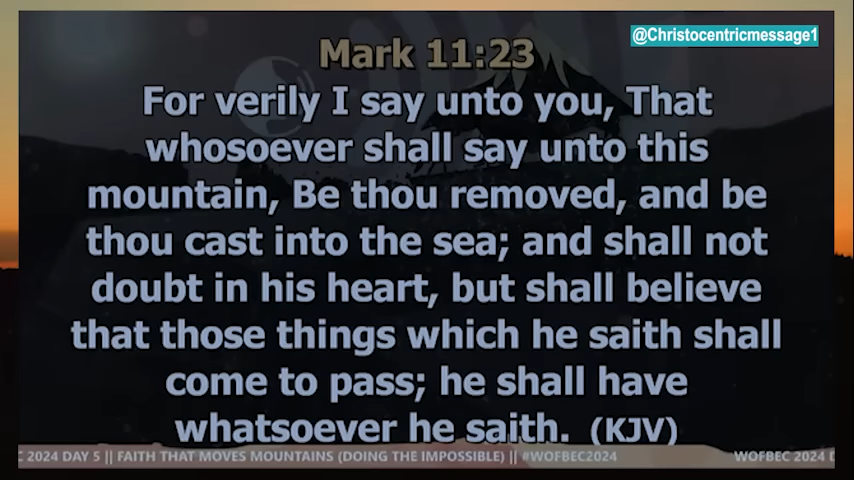 @Christocentricmessage1
Mark 11:23
For verily I say unto you, That
whosoever shall say unto this
mountain, Be thou removed, and be
thou cast into the sea; and shall not
doubt in his heart, but shall believe
that those things which he saith shall
come to pass; he shall have
whatsoever he saith. (KJV)
C 2024 DAY 5 || FAITH THAT MOVES MOUNTAINS (DOING THE IMPOSSIBLE) || #WOFBEC2024 WOFBEC 2024 D